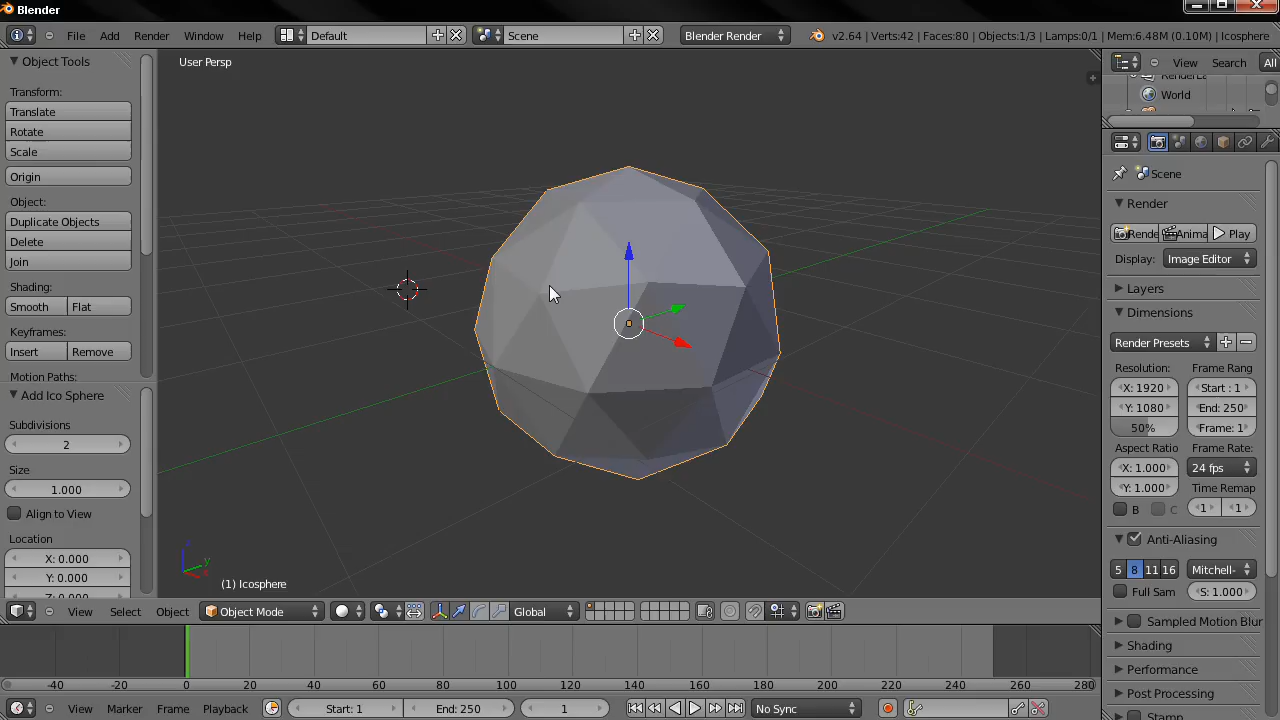 Blender
File Add Render Window Help Default Scene Blender Render v2.64 | Verts:42 | Faces:80 | Objects:1/3 | Lamps:0/1 | Mem:6.48M (0.10M) | Icosphere
Object Tools
Transform:
Translate
Rotate
Scale
Origin
Object:
Duplicate Objects
Delete
Join
Shading:
Smooth Flat
Keyframes:
Insert Remove
Motion Paths:
Add Ico Sphere
Subdivisions
2
Size
1.000
Align to View
Location
X: 0.000
Y: 0.000
User Persp
(1) Icosphere
View Select Object Object Mode Global
View Search All
World
Scene
Render
Rende Anima Play
Display: Image Editor
Layers
Dimensions
Render Presets
Resolution: Frame Rang
X: 1920 Start : 1
Y: 1080 End: 250
50% Frame: 1
Aspect Ratio Frame Rate:
X: 1.000 24 fps
Y: 1.000 Time Remap
B C 1 1
Anti-Aliasing
5 8 11 16 Mitchell-
Full Sam S: 1.000
Sampled Motion Blur
Shading
Performance
Post Processing
Stamp
-40 -20 0 20 40 60 80 100 120 140 160 180 200 220 240 260 280
View Marker Frame Playback Start: 1 End: 250 1 No Sync